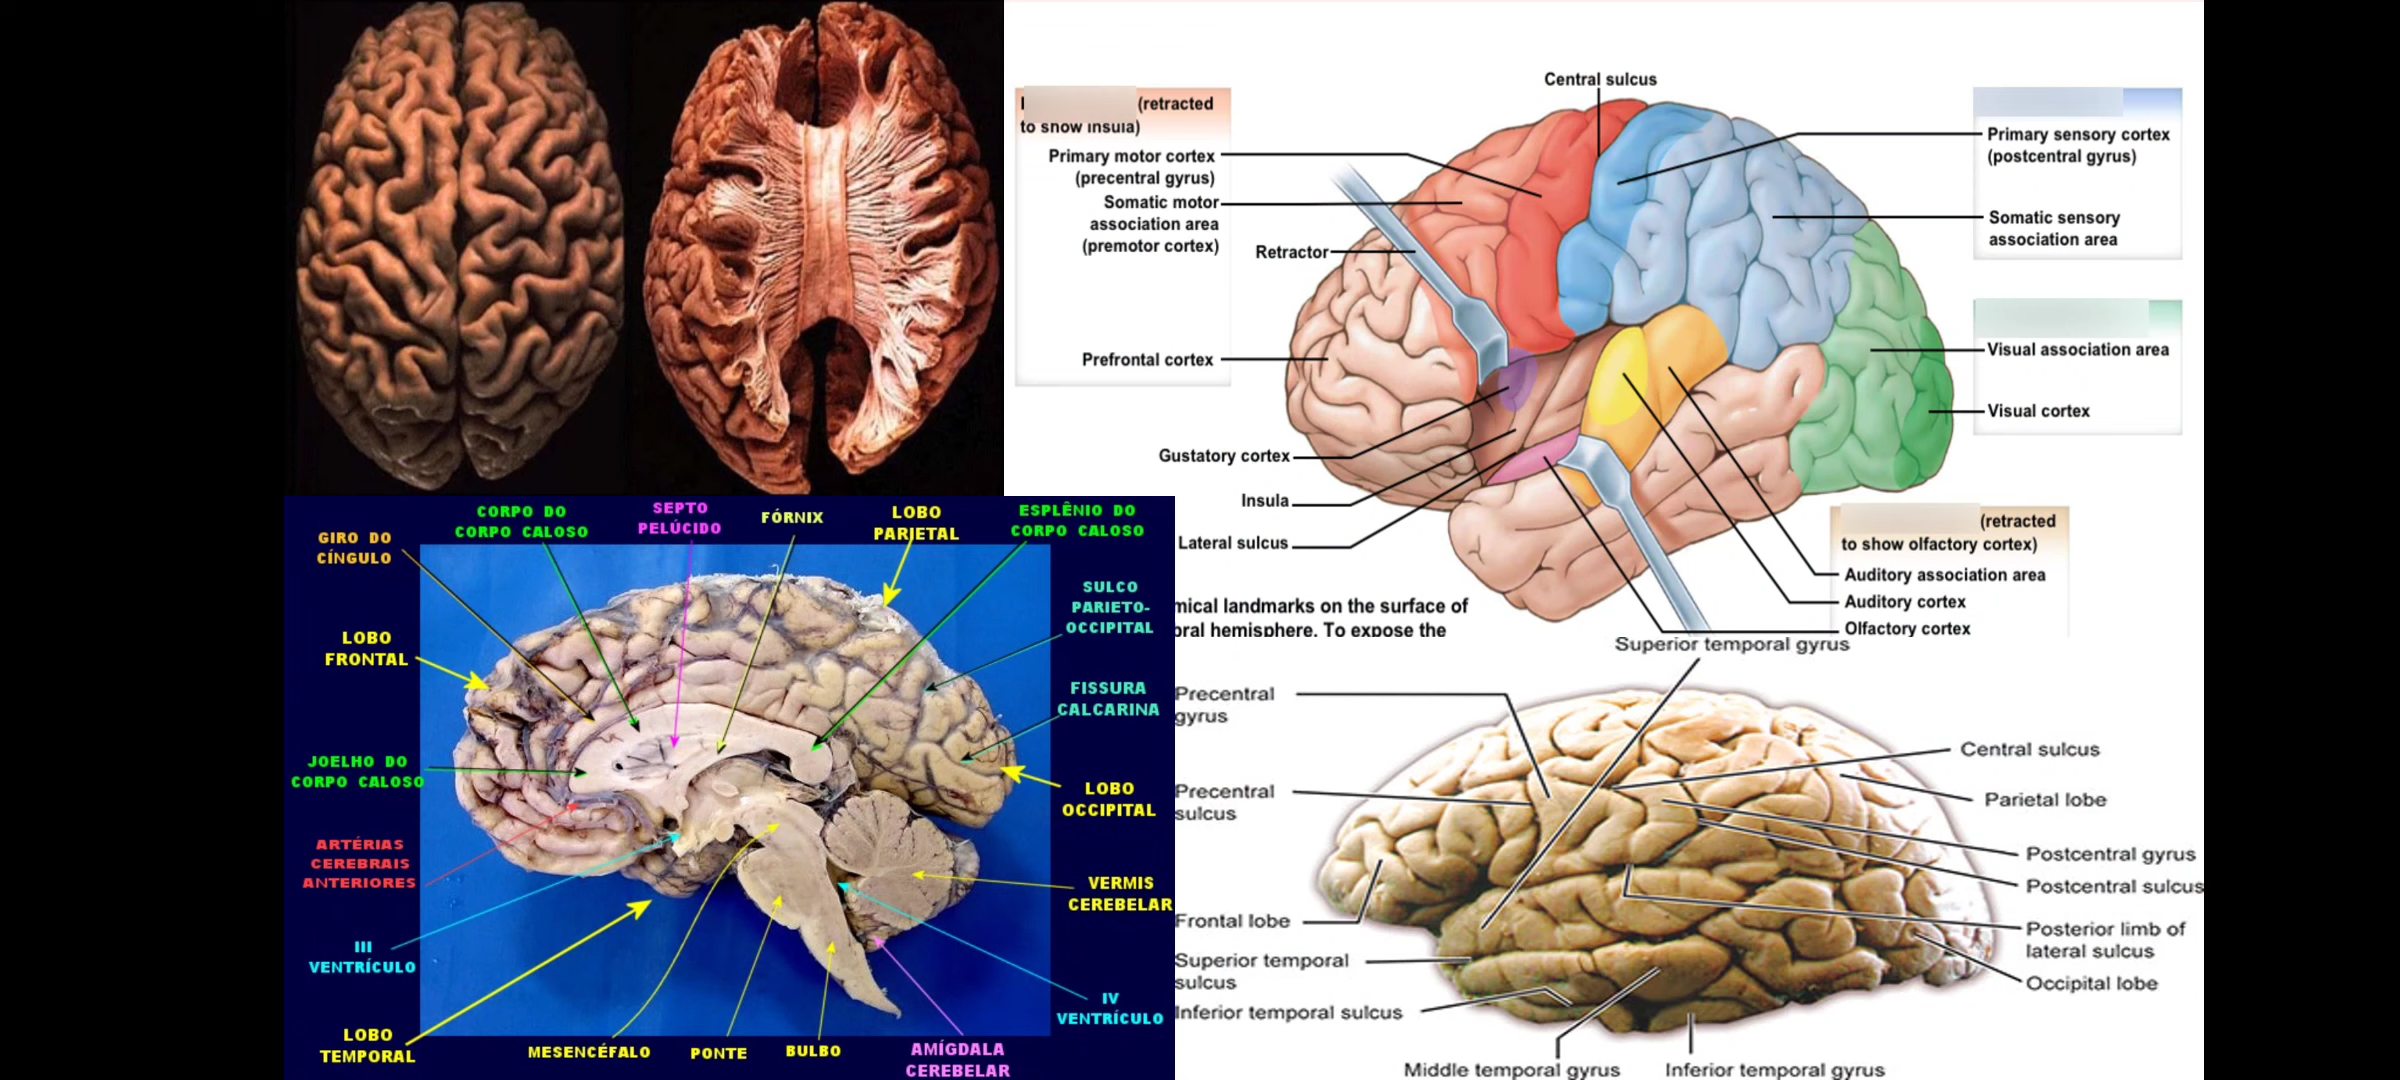 Central sulcus
(retracted
to show insula)
Primary motor cortex
(precentral gyrus)
Somatic motor
association area
(premotor cortex)
Retractor
Prefrontal cortex
Gustatory cortex
Insula
Lateral sulcus
Primary sensory cortex
(postcentral gyrus)
Somatic sensory
association area
Visual association area
Visual cortex
(retracted
to show olfactory cortex)
Auditory association area
Auditory cortex
Olfactory cortex
mical landmarks on the surface of
oral hemisphere. To expose the
CORPO DO
CORPO CALOSO
SEPTO
PELÚCIDO
FÓRNIX
LOBO
PARIETAL
ESPLÊNIO DO
CORPO CALOSO
GIRO DO
CÍNGULO
SULCO
PARIETO-
OCCIPITAL
LOBO
FRONTAL
FISSURA
CALCARINA
JOELHO DO
CORPO CALOSO
LOBO
OCCIPITAL
ARTÉRIAS
CEREBRAIS
ANTERIORES
VERMIS
CEREBELAR
III
VENTRÍCULO
IV
VENTRÍCULO
LOBO
TEMPORAL
MESENCÉFALO
PONTE
BULBO
AMÍGDALA
CEREBELAR
Superior temporal gyrus
Precentral
gyrus
Central sulcus
Precentral
sulcus
Parietal lobe
Postcentral gyrus
Postcentral sulcus
Frontal lobe
Posterior limb of
lateral sulcus
Superior temporal
sulcus
Occipital lobe
Inferior temporal sulcus
Middle temporal gyrus
Inferior temporal gyrus